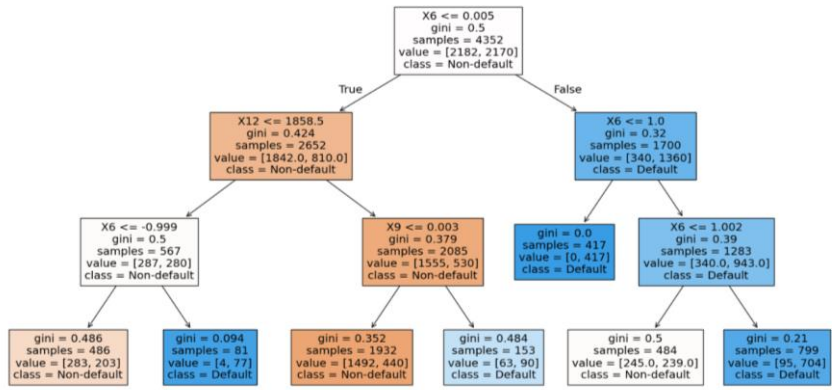 X6 <= 0.005
gini = 0.5
samples = 4352
value = [2182, 2170]
class = Non-default
True
False
X12 <= 1858.5
gini = 0.424
samples = 2652
value = [1842.0, 810.0]
class = Non-default
X6 <= 1.0
gini = 0.32
samples = 1700
value = [340, 1360]
class = Default
X6 <= -0.999
gini = 0.5
samples = 567
value = [287, 280]
class = Non-default
X9 <= 0.003
gini = 0.379
samples = 2085
value = [1555, 530]
class = Non-default
gini = 0.0
samples = 417
value = [0, 417]
class = Default
X6 <= 1.002
gini = 0.39
samples = 1283
value = [340.0, 943.0]
class = Default
gini = 0.486
samples = 486
value = [283, 203]
class = Non-default
gini = 0.094
samples = 81
value = [4, 77]
class = Default
gini = 0.352
samples = 1932
value = [1492, 440]
class = Non-default
gini = 0.484
samples = 153
value = [63, 90]
class = Default
gini = 0.5
samples = 484
value = [245.0, 239.0]
class = Non-default
gini = 0.21
samples = 799
value = [95, 704]
class = Default